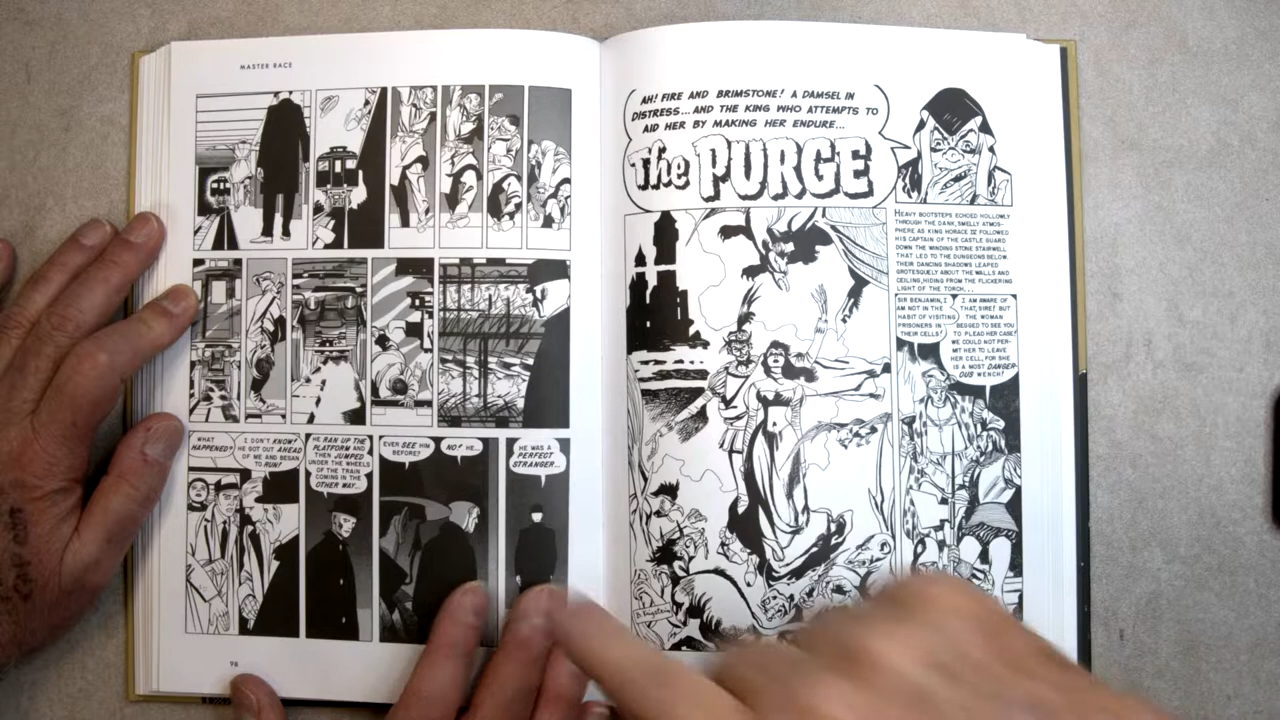 MASTER RACE
WHAT
HAPPENED?
I DON'T KNOW!
HE GOT OUT AHEAD
OF ME AND BEGAN
TO RUN!
HE RAN UP THE
PLATFORM AND
THEN JUMPED
UNDER THE WHEELS
OF THE TRAIN
COMING IN THE
OTHER WAY...
EVER SEE HIM
BEFORE?
NO! HE...
HE WAS A
PERFECT
STRANGER...
98
AH! FIRE AND BRIMSTONE! A DAMSEL IN
DISTRESS...AND THE KING WHO ATTEMPTS TO
AID HER BY MAKING HER ENDURE...
The PURGE
HEAVY BOOTSTEPS ECHOED HOLLOWLY
THROUGH THE DANK, SMELLY ATMOS-
PHERE AS KING HORACE IV FOLLOWED
HIS CAPTAIN OF THE CASTLE GUARD
DOWN THE WINDING STONE STAIRWELL
THAT LED TO THE DUNGEONS BELOW.
THEIR DANCING SHADOWS LEAPED
GROTESQUELY ABOUT THE WALLS AND
CEILING, HIDING FROM THE FLICKERING
LIGHT OF THE TORCH...
SIR BENJAMIN, I
AM NOT IN THE
HABIT OF VISITING
PRISONERS IN
THEIR CELLS!
I AM AWARE OF
THAT, SIRE! BUT
THE WOMAN
BEGGED TO SEE YOU
TO PLEAD HER CASE!
WE COULD NOT PER-
MIT HER TO LEAVE
HER CELL, FOR SHE
IS A MOST DANGER-
OUS WENCH!
B. Krigstein